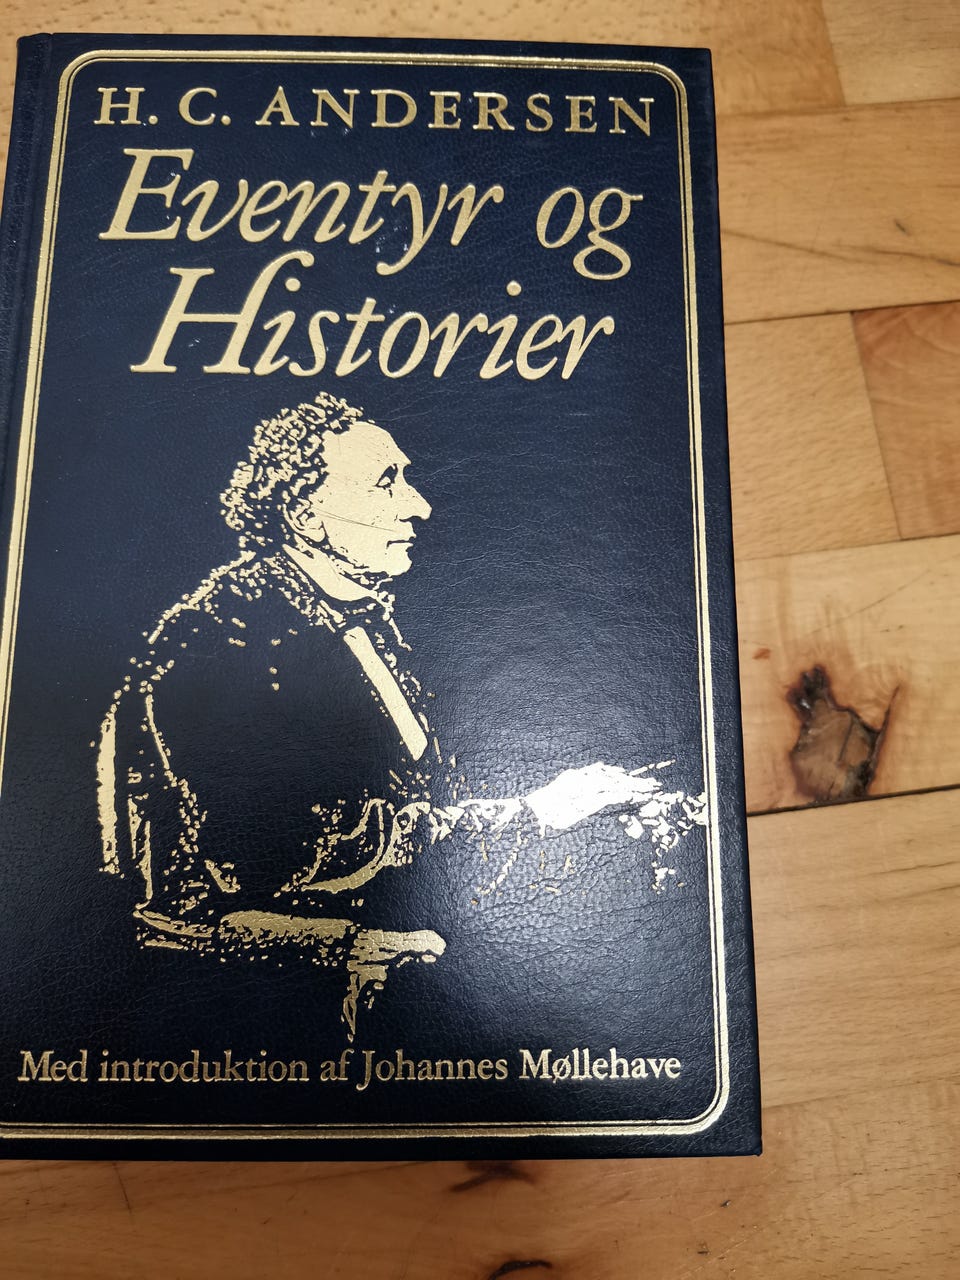 H. C. ANDERSEN
Eventyr og
Historier
Med introduktion af Johannes Møllehave